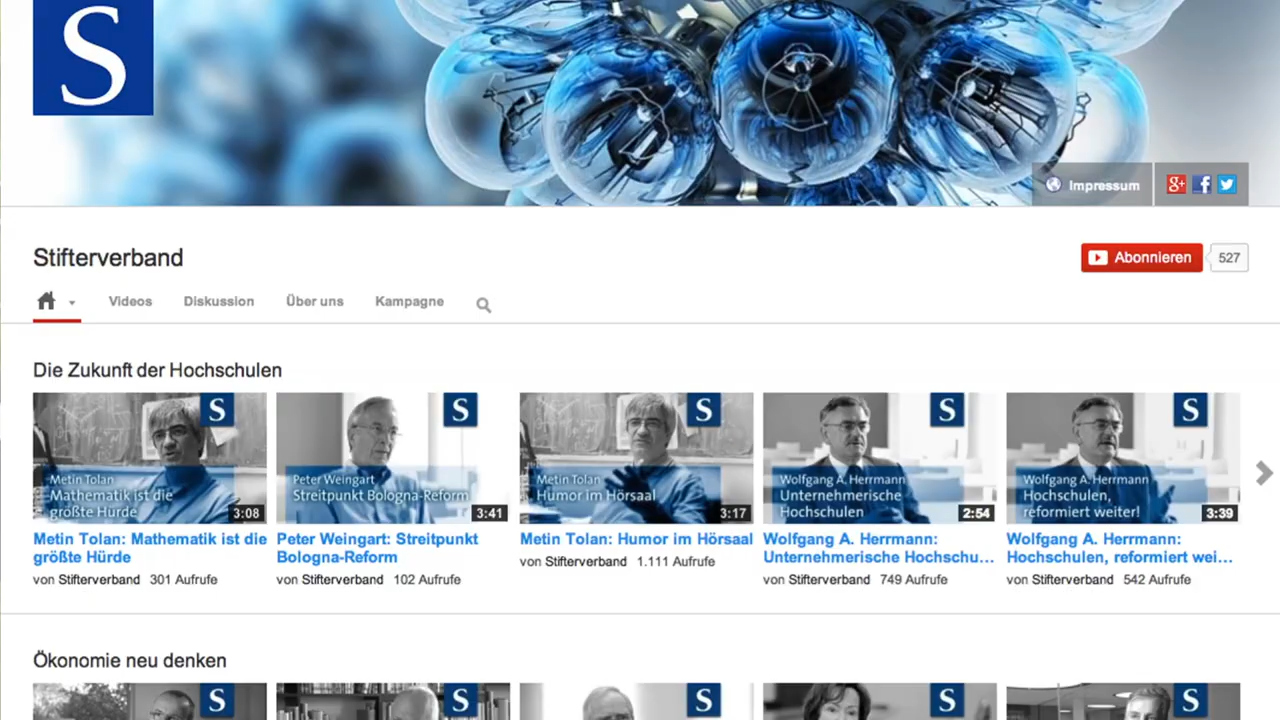 S
Impressum
Stifterverband
Abonnieren 527
Videos Diskussion Über uns Kampagne
Die Zukunft der Hochschulen
S
Metin Tolan
Mathematik ist die
größte Hürde
3:08
Metin Tolan: Mathematik ist die
größte Hürde
von Stifterverband 301 Aufrufe
S
Peter Weingart
Streitpunkt Bologna-Reform
3:41
Peter Weingart: Streitpunkt
Bologna-Reform
von Stifterverband 102 Aufrufe
S
Metin Tolan
Humor im Hörsaal
3:17
Metin Tolan: Humor im Hörsaal
von Stifterverband 1.111 Aufrufe
S
Wolfgang A. Herrmann
Unternehmerische
Hochschulen
2:54
Wolfgang A. Herrmann:
Unternehmerische Hochschu...
von Stifterverband 749 Aufrufe
S
Wolfgang A. Herrmann
Hochschulen,
reformiert weiter!
3:39
Wolfgang A. Herrmann:
Hochschulen, reformiert wei...
von Stifterverband 542 Aufrufe
Ökonomie neu denken
S
S
S
S
S